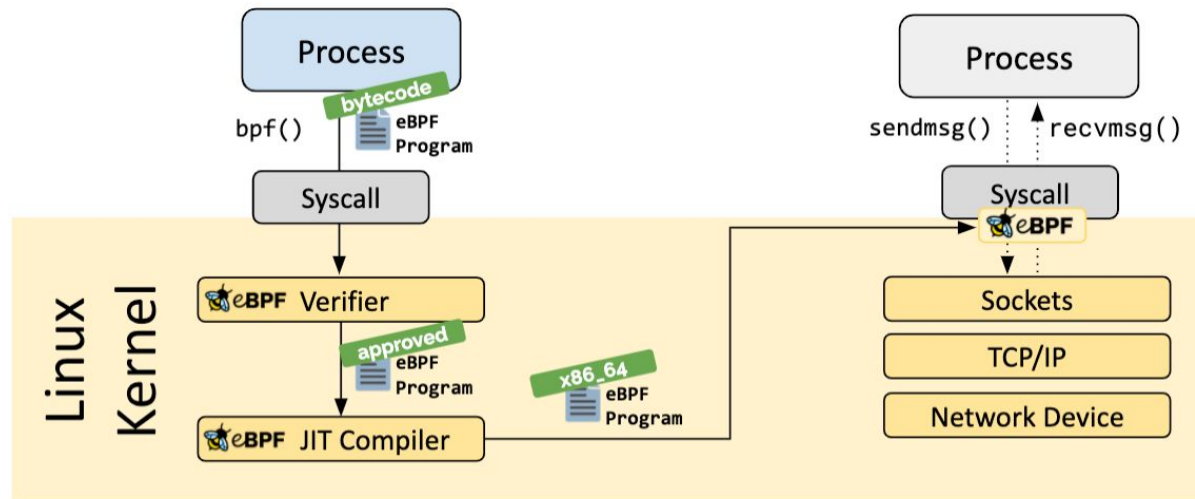 Process
bytecode
bpf()
eBPF
Program
Syscall
Linux
Kernel
eBPF Verifier
approved
eBPF
Program
eBPF JIT Compiler
x86_64
eBPF
Program
Process
sendmsg()
recvmsg()
Syscall
eBPF
Sockets
TCP/IP
Network Device